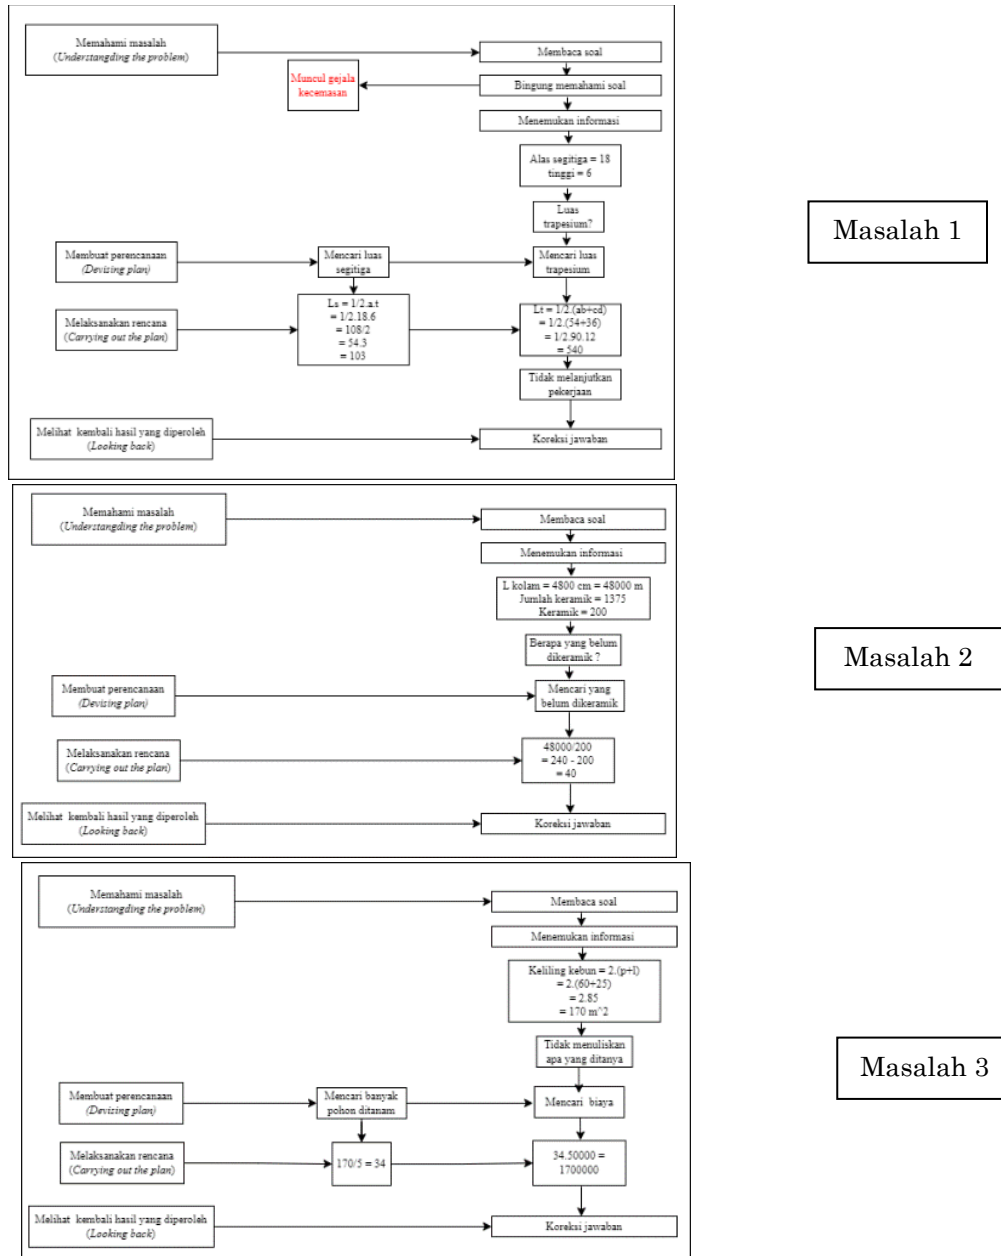 Memahami masalah
(Understangding the problem)
Membaca soal
Muncul gejala
kecemasan
Bingung memahami soal
Menemukan informasi
Alas segitiga = 18
tinggi = 6
Luas
trapesium?
Membuat perencanaan
(Devizing plan)
Mencari luas
segitiga
Mencari luas
trapesium
Melaksanakan rencana
(Carrying out the plan)
Ls = 1/2.a.t
= 1/2.18.6
= 108/2
= 54.3
= 103
Lt = 1/2.(ab+cd)
= 1/2.(54+36)
= 1/2.90.12
= 540
Tidak melanjutkan
pekerjaan
Melihat kembali hasil yang diperoleh
(Looking back)
Koreksi jawaban
Masalah 1
Memahami masalah
(Understangding the problem)
Membaca soal
Menemukan informasi
L kolam = 4800 cm = 48000 m
Jumlah keramik = 1375
Keramik = 200
Berapa yang belum
dikeramik ?
Membuat perencanaan
(Devizing plan)
Mencari yang
belum dikeramik
Melaksanakan rencana
(Carrying out the plan)
48000/200
= 240 - 200
= 40
Melihat kembali hasil yang diperoleh
(Looking back)
Koreksi jawaban
Masalah 2
Memahami masalah
(Understangding the problem)
Membaca soal
Menemukan informasi
Keliling kebun = 2.(p+l)
= 2.(60+25)
= 2.85
= 170 m^2
Tidak menuliskan
apa yang ditanya
Membuat perencanaan
(Devizing plan)
Mencari banyak
pohon ditanam
Mencari biaya
Melaksanakan rencana
(Carrying out the plan)
170/5 = 34
34.50000 =
1700000
Melihat kembali hasil yang diperoleh
(Looking back)
Koreksi jawaban
Masalah 3